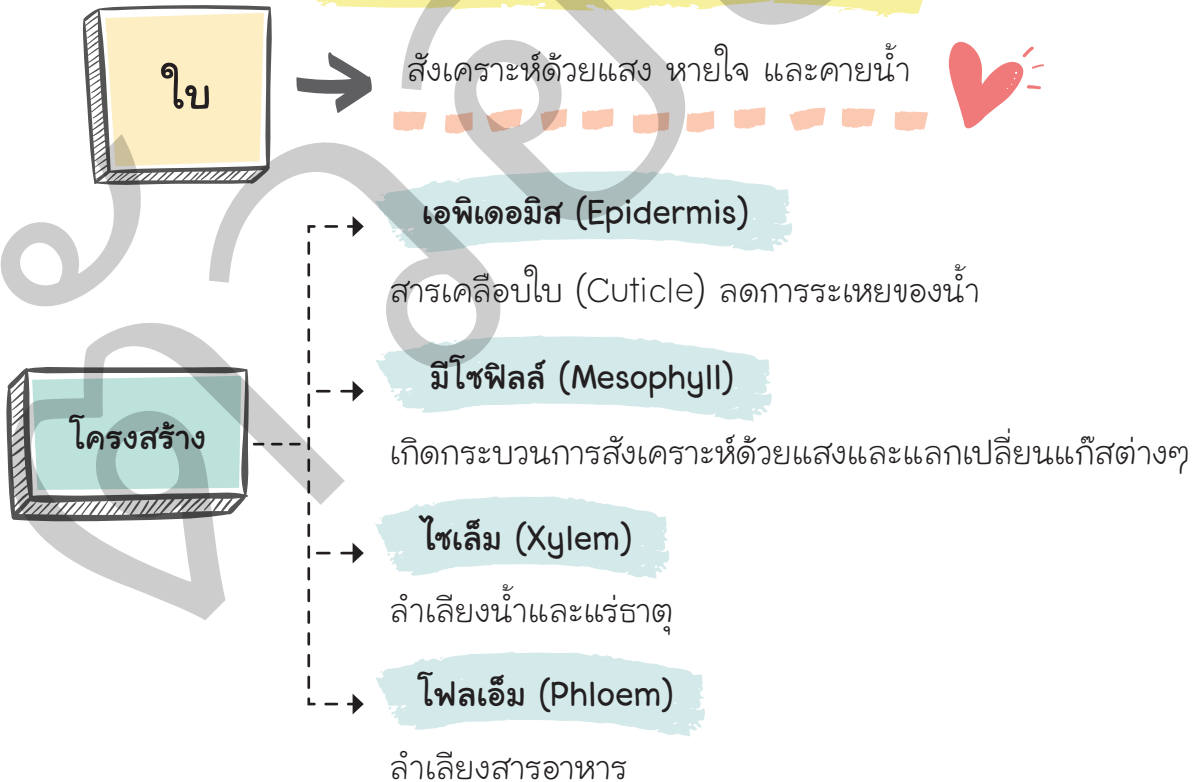 ใบ
สังเคราะห์ด้วยแสง หายใจ และคายน้ำ
เอพิเดอมิส (Epidermis)
สารเคลือบใบ (Cuticle) ลดการระเหยของน้ำ
มีโซฟิลล์ (Mesophyll)
โครงสร้าง
เกิดกระบวนการสังเคราะห์ด้วยแสงและแลกเปลี่ยนแก๊สต่างๆ
ไซเล็ม (Xylem)
ลำเลียงน้ำและแร่ธาตุ
โฟลเอ็ม (Phloem)
ลำเลียงสารอาหาร